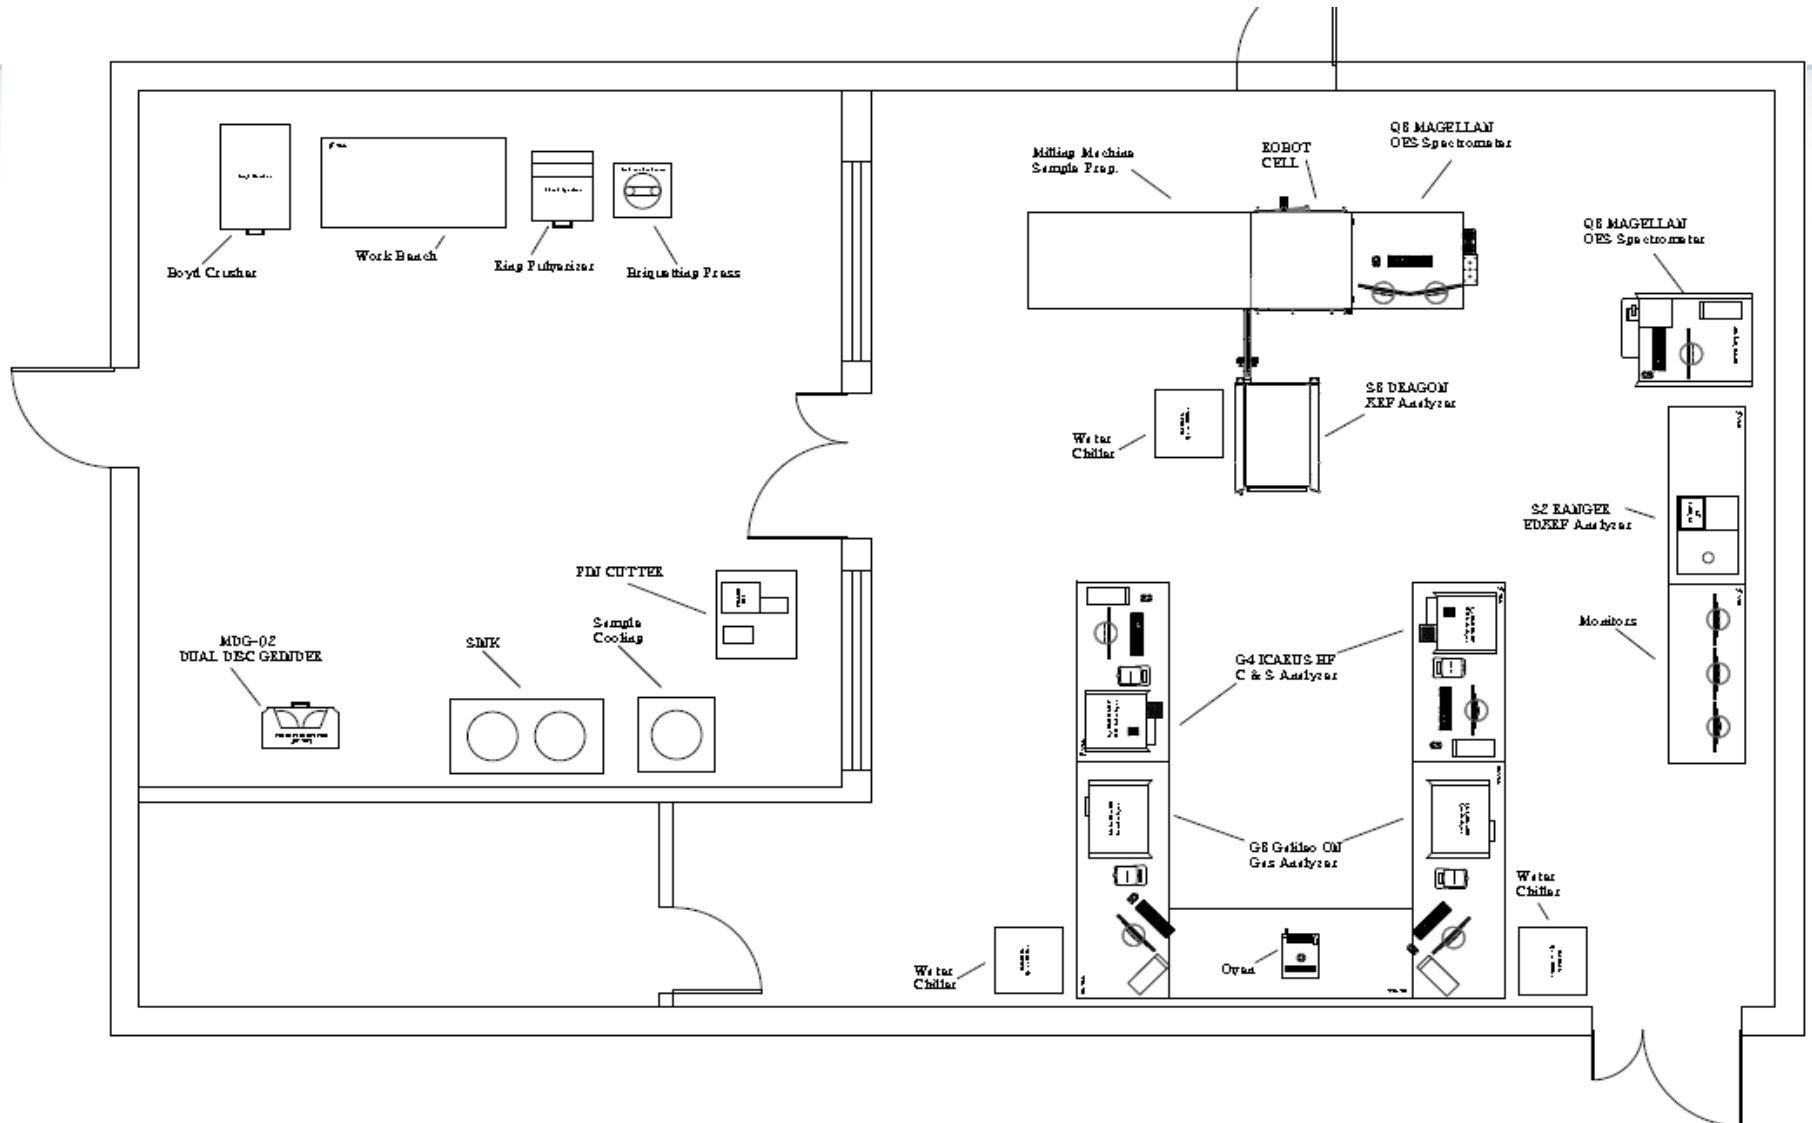 Milling Machine
Sample Prep.
ROBOT
CELL
Q8 MAGELLAN
OES Spectrometer
Q8 MAGELLAN
OES Spectrometer
Boyd Crusher
Work Bench
Ring Pulverizer
Briquetting Press
S8 DRAGON
XRF Analyzer
Water
Chiller
S2 RANGER
EDXRF Analyzer
PIN CUTTER
Sample
Cooling
SINK
MDG-02
DUAL DISC GRINDER
Monitors
G4 ICARUS HF
C & S Analyzer
G8 Galileo ON
Gas Analyzer
Water
Chiller
Oven
Water
Chiller